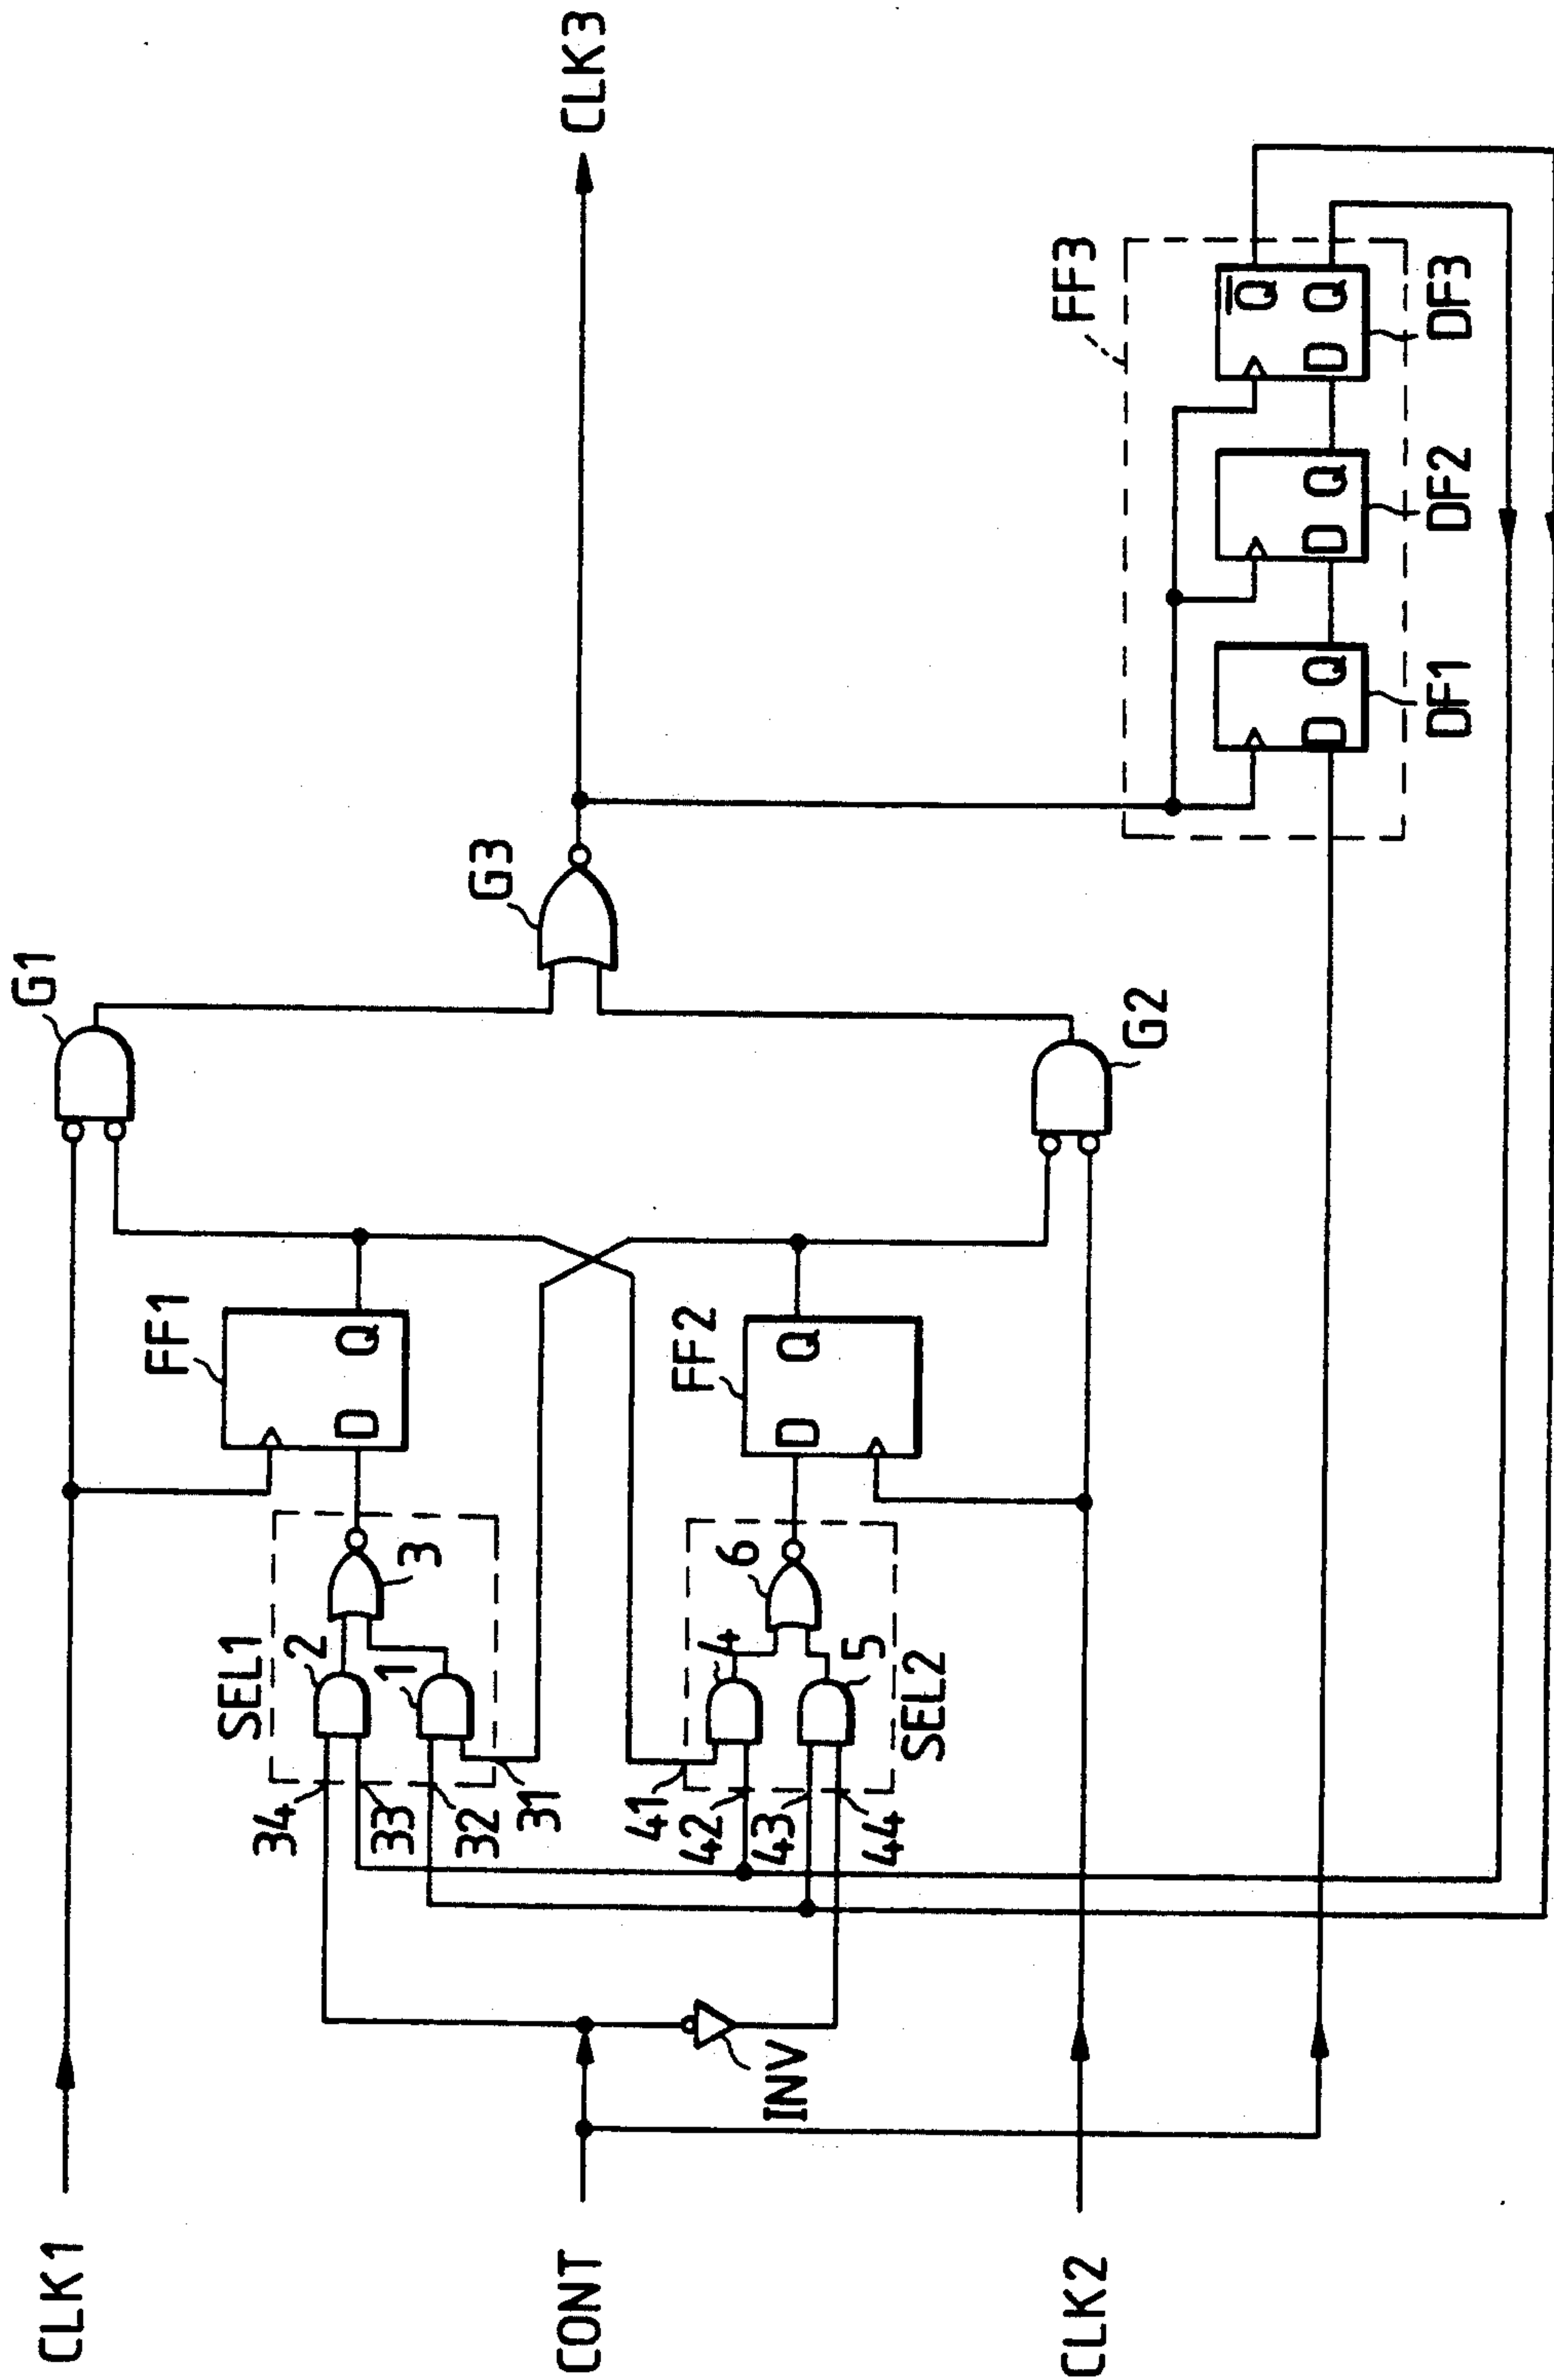 CLK1
CONT
CLK2
INV
SEL1
34
33
32
31
2
1
3
41
42
43
44
4
5
6
SEL2
FF1
D Q
FF2
D Q
G1
G2
G3
CLK3
FF3
D Q
D Q
D Q
Q̅
DF1
DF2
DF3